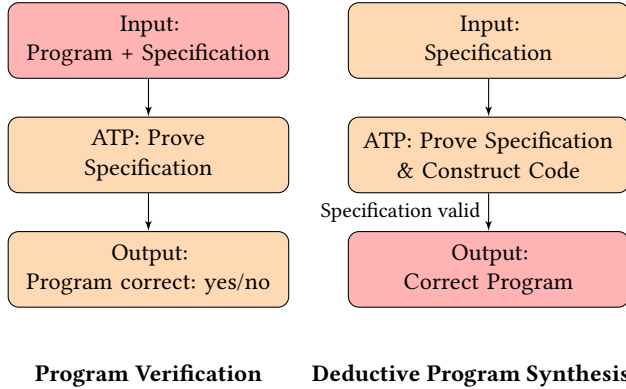 Input:
Program + Specification
ATP: Prove
Specification
Output:
Program correct: yes/no
Program Verification
Input:
Specification
ATP: Prove Specification
& Construct Code
Specification valid
Output:
Correct Program
Deductive Program Synthesis